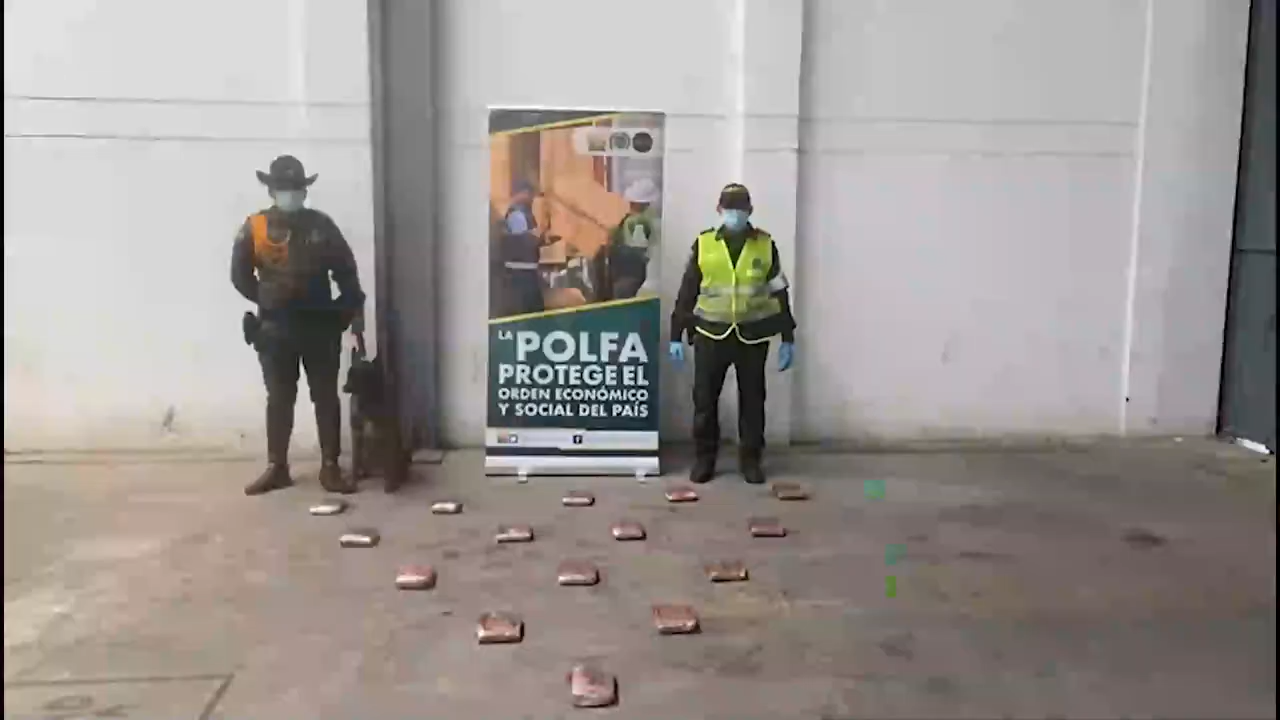 LA
POLFA
PROTEGE EL
ORDEN ECONÓMICO
Y SOCIAL DEL PAÍS